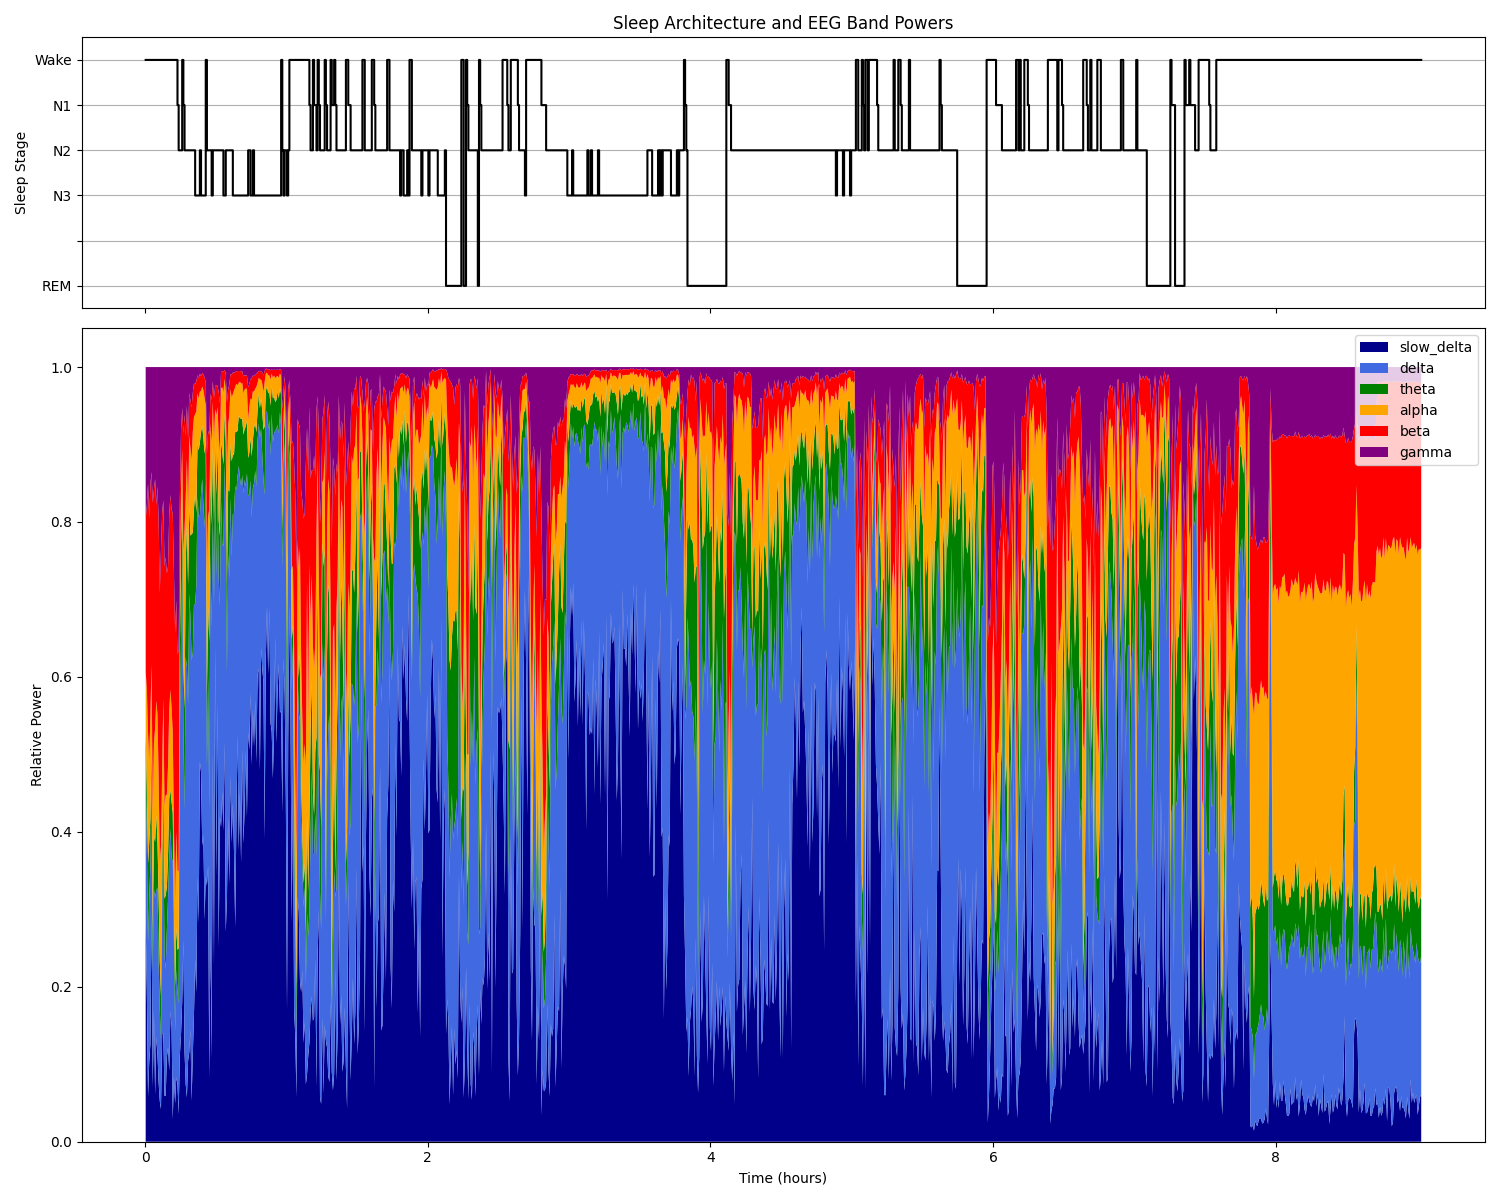 Sleep Architecture and EEG Band Powers
Wake
N1
N2
N3
REM
Sleep Stage
1.0
0.8
0.6
0.4
0.2
0.0
Relative Power
slow_delta
delta
theta
alpha
beta
gamma
0 2 4 6 8
Time (hours)